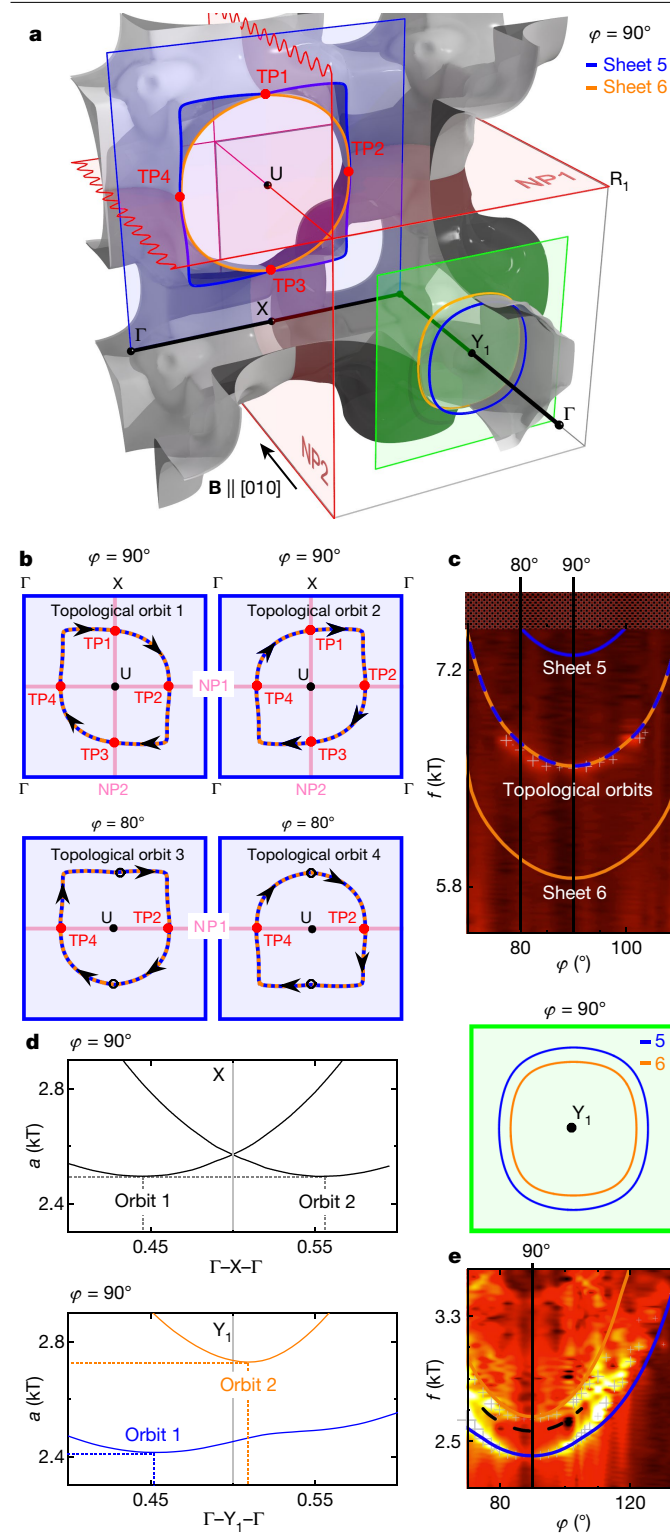 a
φ = 90°
Sheet 5
Sheet 6
TP1
TP2
TP4
U
TP3
NP1
R1
X
Γ
Y1
Γ
NP2
B || [010]
b
φ = 90°
φ = 90°
Γ X Γ X Γ
Topological orbit 1
Topological orbit 2
TP1
TP1
TP4
U
TP2
NP1
TP4
U
TP2
TP3
TP3
Γ
NP2
Γ
NP2
Γ
φ = 80°
φ = 80°
Topological orbit 3
Topological orbit 4
U
U
TP4
TP2
NP1
TP4
TP2
c
80° 90°
Sheet 5
7.2
Topological orbits
f (kT)
Sheet 6
5.8
80 100
φ (°)
φ = 90°
5
6
Y1
d
φ = 90°
X
2.8
a (kT)
2.4
Orbit 1
Orbit 2
0.45 0.55
Γ–X–Γ
φ = 90°
Y1
2.8
a (kT)
Orbit 2
Orbit 1
2.4
0.45 0.55
Γ–Y1–Γ
e
90°
3.3
f (kT)
2.5
80 120
φ (°)